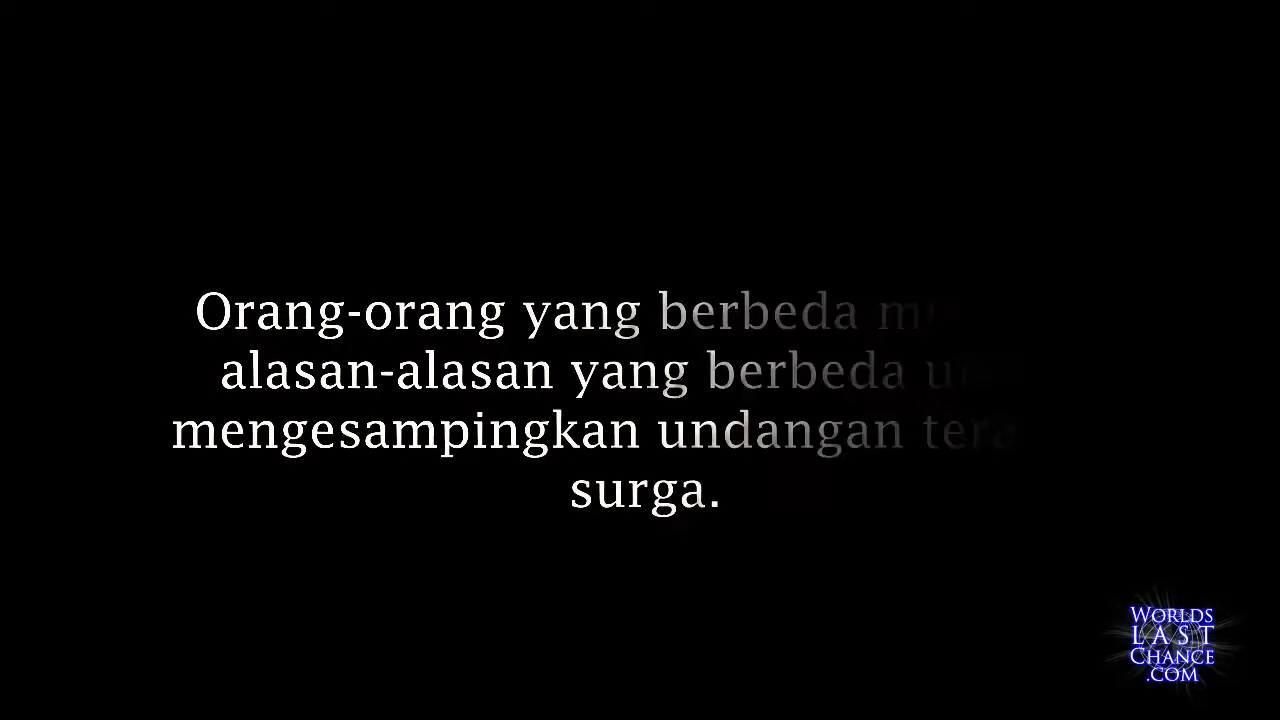 Orang-orang yang berbeda
alasan-alasan yang berbeda
mengesampingkan undangan
surga.
WORLDS
LAST
CHANCE
.COM